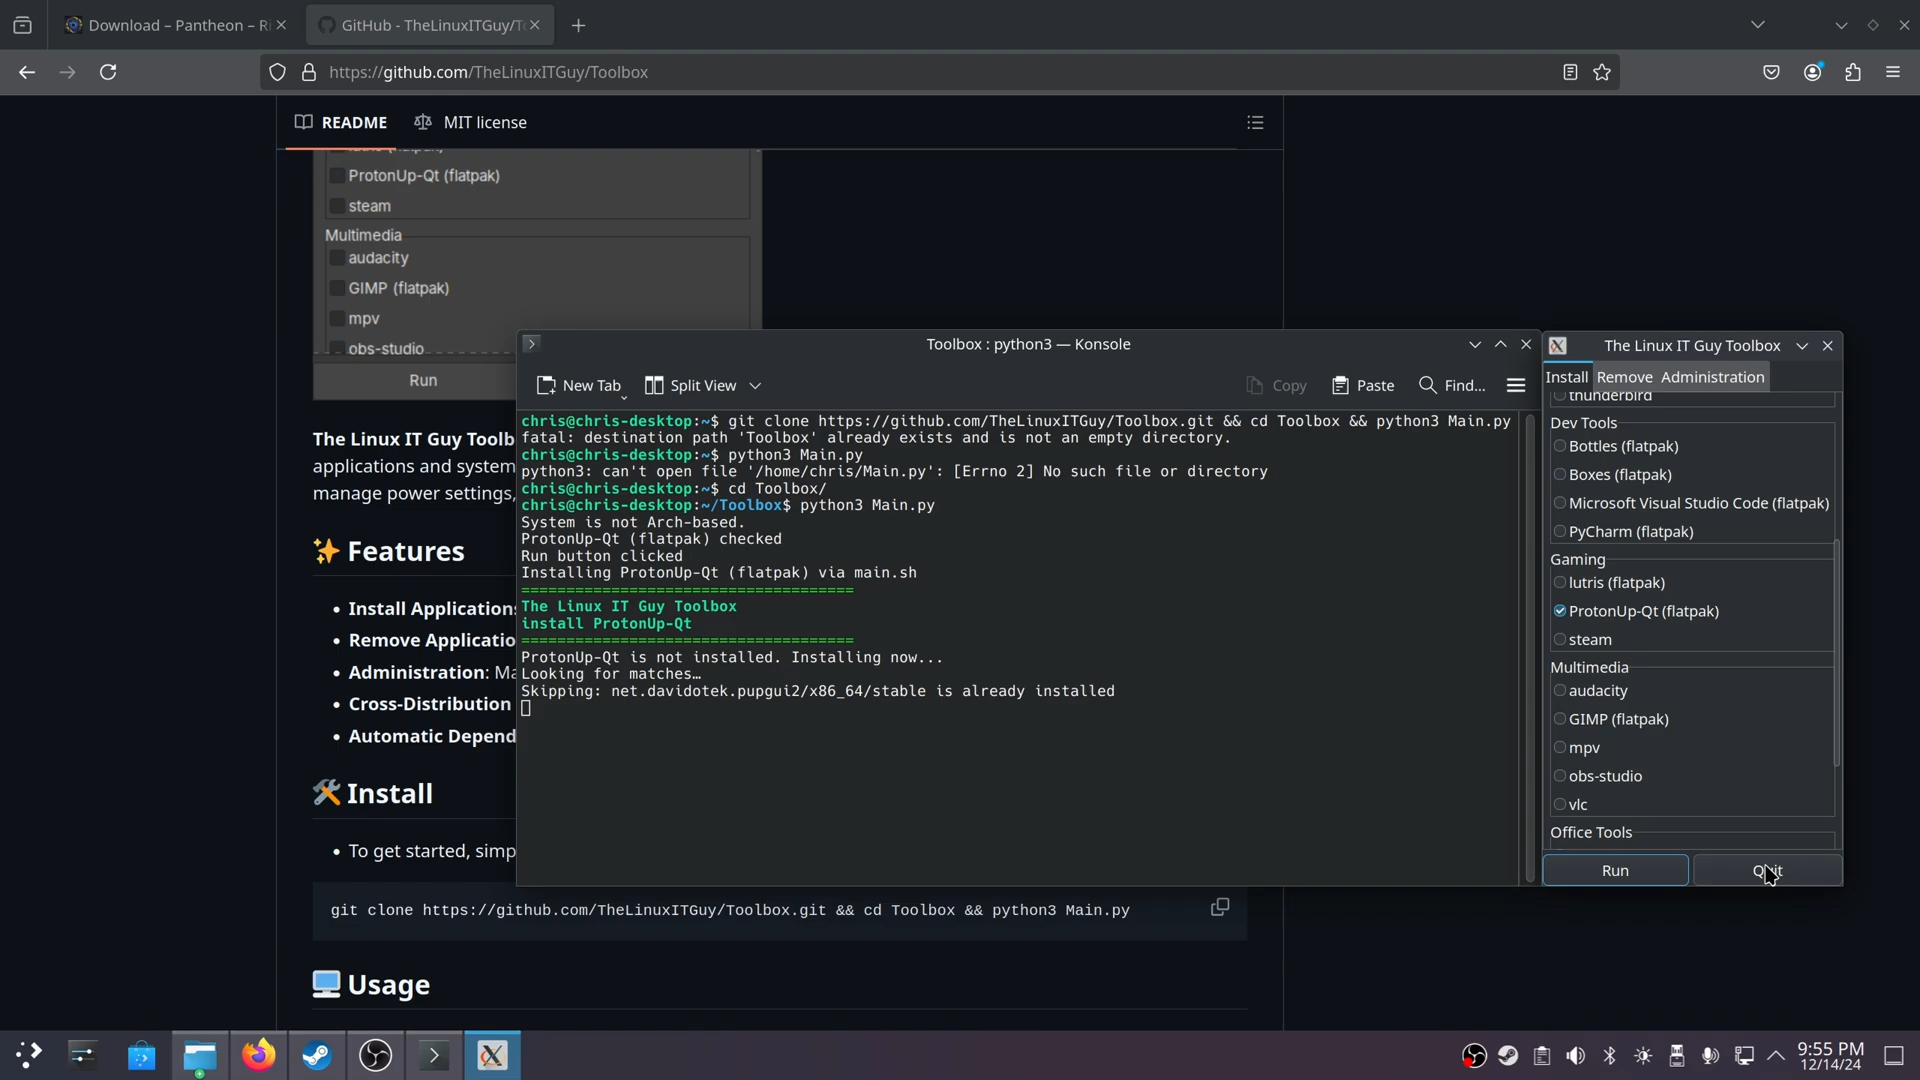 Download – Pantheon – Ri
GitHub - TheLinuxITGuy/To
https://github.com/TheLinuxITGuy/Toolbox
README
MIT license
ProtonUp-Qt (flatpak)
steam
Multimedia
audacity
GIMP (flatpak)
mpv
obs-studio
Run
The Linux IT Guy Toolb
applications and system
manage power settings,
✨ Features
• Install Applications
• Remove Applicatio
• Administration: Ma
• Cross-Distribution
• Automatic Depend
🛠 Install
• To get started, simp
git clone https://github.com/TheLinuxITGuy/Toolbox.git && cd Toolbox && python3 Main.py
💻 Usage
Toolbox : python3 — Konsole
New Tab
Split View
Copy
Paste
Find...
chris@chris-desktop:~$ git clone https://github.com/TheLinuxITGuy/Toolbox.git && cd Toolbox && python3 Main.py
fatal: destination path 'Toolbox' already exists and is not an empty directory.
chris@chris-desktop:~$ python3 Main.py
python3: can't open file '/home/chris/Main.py': [Errno 2] No such file or directory
chris@chris-desktop:~$ cd Toolbox/
chris@chris-desktop:~/Toolbox$ python3 Main.py
System is not Arch-based.
ProtonUp-Qt (flatpak) checked
Run button clicked
Installing ProtonUp-Qt (flatpak) via main.sh
=====================================
The Linux IT Guy Toolbox
install ProtonUp-Qt
=====================================
ProtonUp-Qt is not installed. Installing now...
Looking for matches…
Skipping: net.davidotek.pupgui2/x86_64/stable is already installed
The Linux IT Guy Toolbox
Install
Remove
Administration
thunderbird
Dev Tools
Bottles (flatpak)
Boxes (flatpak)
Microsoft Visual Studio Code (flatpak)
PyCharm (flatpak)
Gaming
lutris (flatpak)
ProtonUp-Qt (flatpak)
steam
Multimedia
audacity
GIMP (flatpak)
mpv
obs-studio
vlc
Office Tools
Run
Quit
9:55 PM
12/14/24